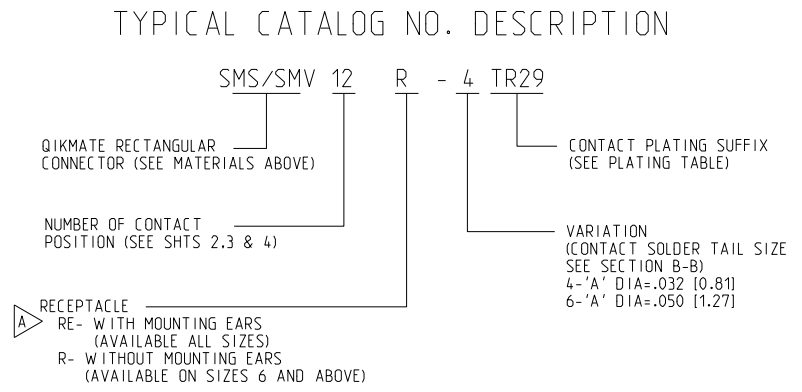 TYPICAL CATALOG NO. DESCRIPTION
SMS/SMV 12 R - 4 TR29
QIKMATE RECTANGULAR
CONNECTOR (SEE MATERIALS ABOVE)
CONTACT PLATING SUFFIX
(SEE PLATING TABLE)
NUMBER OF CONTACT
POSITION (SEE SHTS 2.3 & 4)
VARIATION
(CONTACT SOLDER TAIL SIZE
SEE SECTION B-B)
4-'A' DIA=.032 [0.81]
6-'A' DIA=.050 [1.27]
A
RECEPTACLE
RE- WITH MOUNTING EARS
(AVAILABLE ALL SIZES)
R- WITHOUT MOUNTING EARS
(AVAILABLE ON SIZES 6 AND ABOVE)